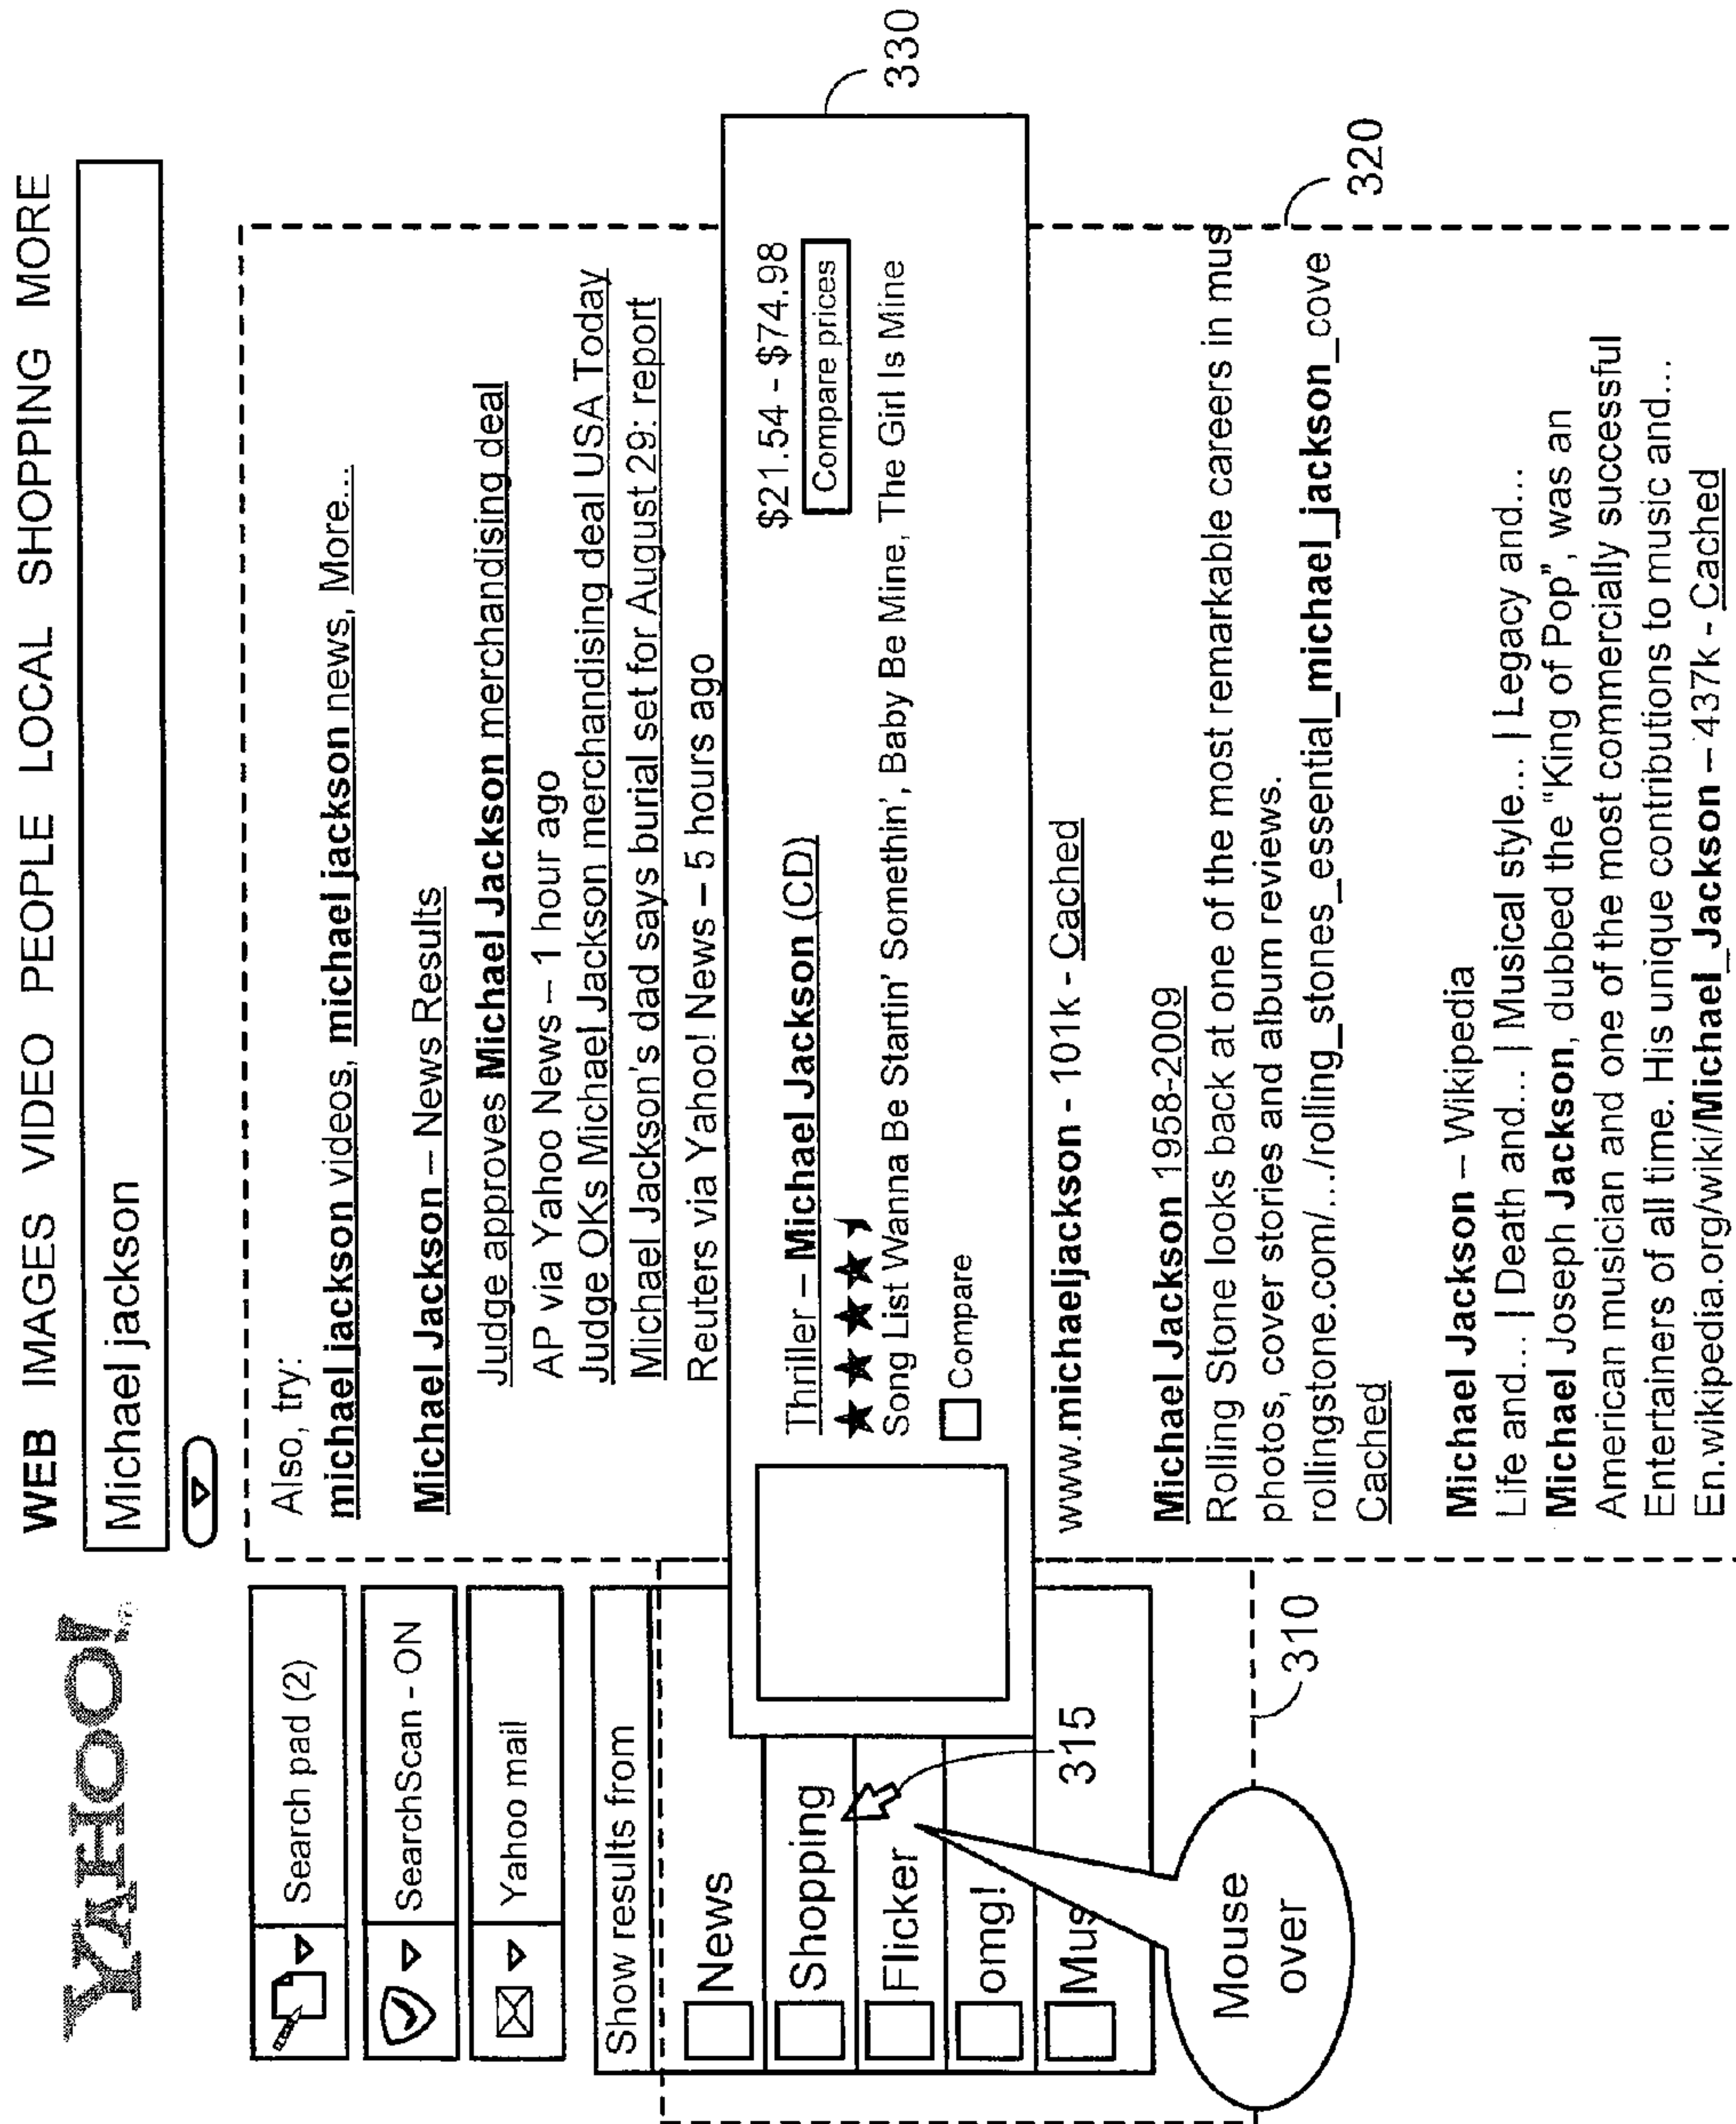 YAHOO!
WEB IMAGES VIDEO PEOPLE LOCAL SHOPPING MORE
Michael jackson
Search pad (2)
SearchScan - ON
Yahoo mail
Show results from
News
Shopping
Flicker
omg!
Mus
315
310
Mouse
over
Also, try:
michael jackson videos, michael jackson news, More...
Michael Jackson – News Results
Judge approves Michael Jackson merchandising deal
AP via Yahoo News – 1 hour ago
Judge OKs Michael Jackson merchandising deal USA Today
Michael Jackson's dad says burial set for August 29: report
Reuters via Yahoo! News – 5 hours ago
Thriller – Michael Jackson (CD)
$21.54 - $74.98
Compare prices
Song List Wanna Be Startin' Somethin', Baby Be Mine, The Girl Is Mine
Compare
330
www.michaeljackson - 101k - Cached
Michael Jackson 1958-2009
Rolling Stone looks back at one of the most remarkable careers in mus
photos, cover stories and album reviews.
rollingstone.com/.../rolling_stones_essential_michael_jackson_cove
Cached
320
Michael Jackson – Wikipedia
Life and... | Death and... | Musical style... | Legacy and...
Michael Joseph Jackson, dubbed the “King of Pop”, was an
American musician and one of the most commercially successful
Entertainers of all time. His unique contributions to music and...
En.wikipedia.org/wiki/Michael_Jackson – 437k - Cached